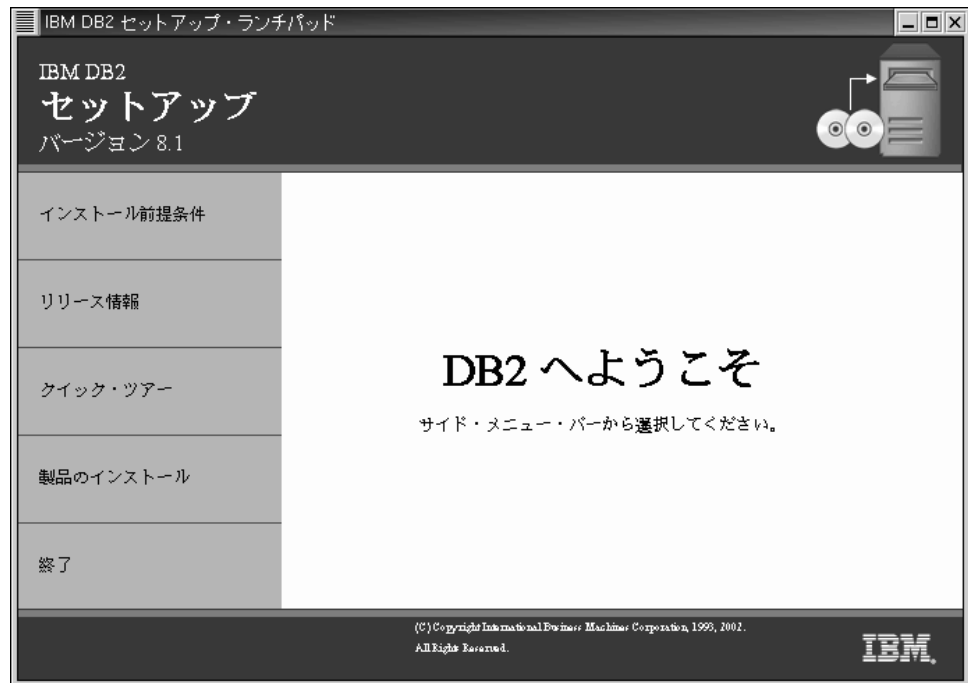 IBM DB2 セットアップ・ランチパッド
IBM DB2
セットアップ
バージョン 8.1
インストール前提条件
リリース情報
クイック・ツアー
製品のインストール
終了
DB2 へようこそ
サイド・メニュー・バーから選択してください。
(C) Copyright International Business Machines Corporation, 1993, 2002.
All Rights Reserved.
IBM